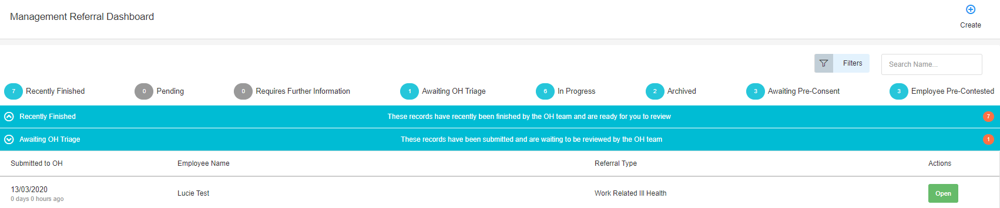 Management Referral Dashboard
Create
Filters
Search Name...
7 Recently Finished 0 Pending 0 Requires Further Information 1 Awaiting OH Triage 6 In Progress 2 Archived 3 Awaiting Pre-Consent 3 Employee Pre-Contested
Recently Finished These records have recently been finished by the OH team and are ready for you to review 7
Awaiting OH Triage These records have been submitted and are waiting to be reviewed by the OH team 1
Submitted to OH Employee Name Referral Type Actions
13/03/2020 Lucie Test Work Related Ill Health Open
0 days 0 hours ago